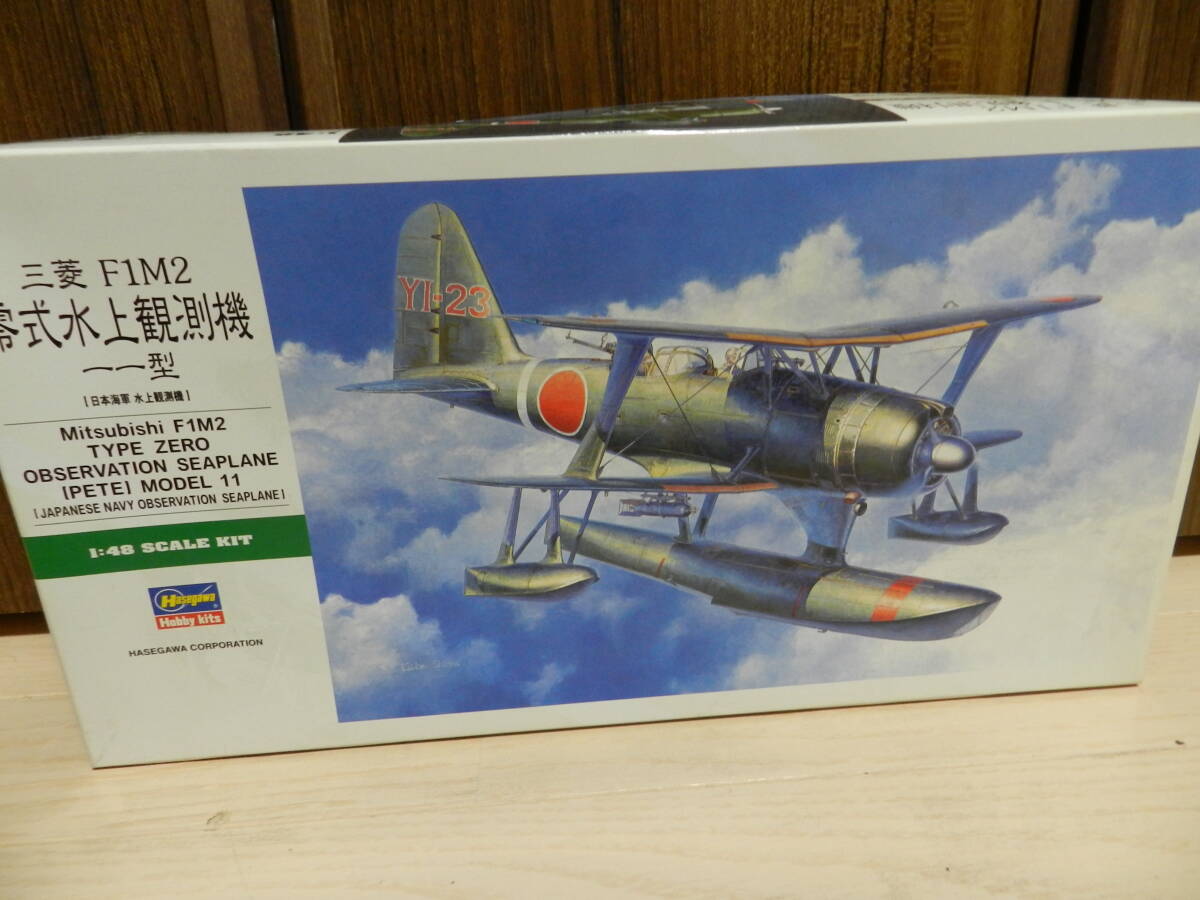 三菱 F1M2
零式水上観測機
一一型
[日本海軍 水上観測機]
Mitsubishi F1M2
TYPE ZERO
OBSERVATION SEAPLANE
[PETE] MODEL 11
[JAPANESE NAVY OBSERVATION SEAPLANE]
1:48 SCALE KIT
Hasegawa
Hobby kits
HASEGAWA CORPORATION
YI-23